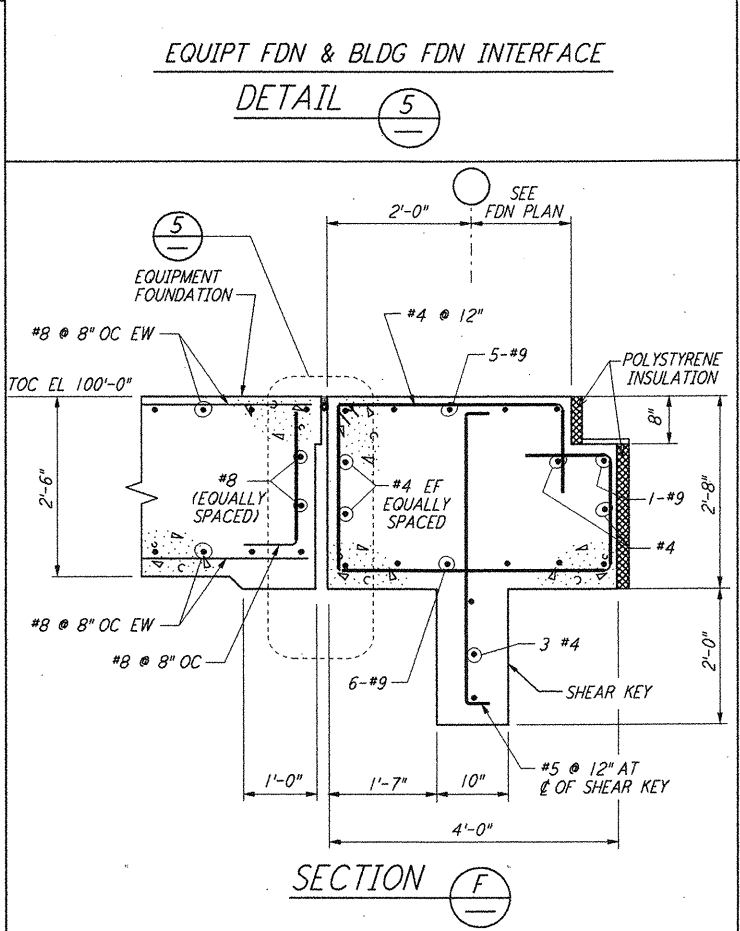 EQUIPT FDN & BLDG FDN INTERFACE
DETAIL 5
SEE
FDN PLAN
2'-0"
5
EQUIPMENT
FOUNDATION
#4 @ 12"
#8 @ 8" OC EW
5-#9
POLYSTYRENE
INSULATION
TOC EL 100'-0"
8"
2'-6"
#8
(EQUALLY
SPACED)
#4 EF
EQUALLY
SPACED
1-#9
2'-8"
#4
#8 @ 8" OC EW
#8 @ 8" OC
3 #4
2'-0"
6-#9
SHEAR KEY
#5 @ 12" AT
℄ OF SHEAR KEY
1'-0"
1'-7"
10"
4'-0"
SECTION F